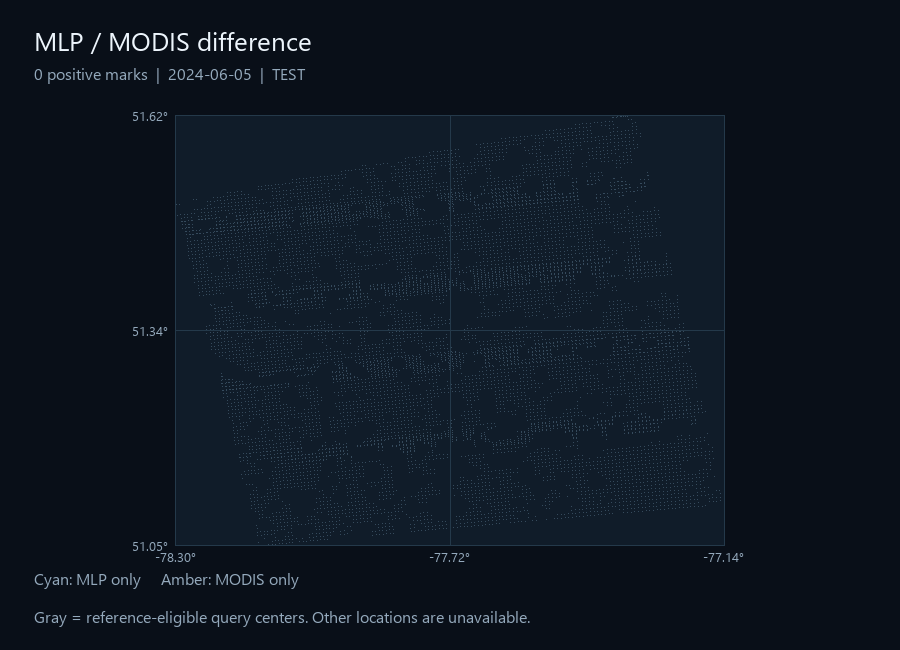 MLP / MODIS difference
0 positive marks | 2024-06-05 | TEST
51.62°
51.34°
51.05°
-78.30° -77.72° -77.14°
Cyan: MLP only Amber: MODIS only
Gray = reference-eligible query centers. Other locations are unavailable.